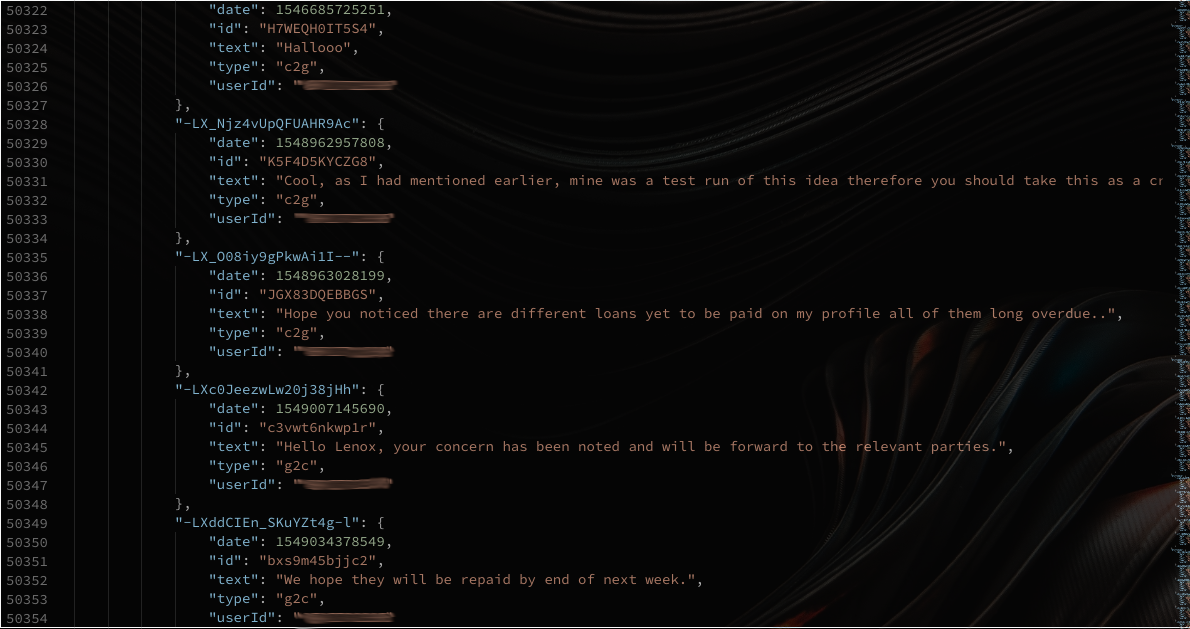 50322 "date": 1546685725251,
50323 "id": "H7WEQH0IT5S4",
50324 "text": "Hallooo",
50325 "type": "c2g",
50326 "userId": "
50327 },
50328 "-LX_Njz4vUpQFUAHR9Ac": {
50329 "date": 1548962957808,
50330 "id": "K5F4D5KYCZG8",
50331 "text": "Cool, as I had mentioned earlier, mine was a test run of this idea therefore you should take this as a
50332 "type": "c2g",
50333 "userId":
50334 },
50335 "-LX_O08iy9gPkwAi1I--": {
50336 "date": 1548963028199,
50337 "id": "JGX83DQEBBGS",
50338 "text": "Hope you noticed there are different loans yet to be paid on my profile all of them long overdue..",
50339 "type": "c2g",
50340 "userId": "
50341 },
50342 "-LXc0JeezwLw20j38jHh": {
50343 "date": 1549007145690,
50344 "id": "c3vwt6nkwp1r",
50345 "text": "Hello Lenox, your concern has been noted and will be forward to the relevant parties.",
50346 "type": "g2c",
50347 "userId": "
50348 },
50349 "-LXddCIEn_SKuYZt4g-l": {
50350 "date": 1549034378549,
50351 "id": "bxs9m45bjjc2",
50352 "text": "We hope they will be repaid by end of next week.",
50353 "type": "g2c",
50354 "userId": "